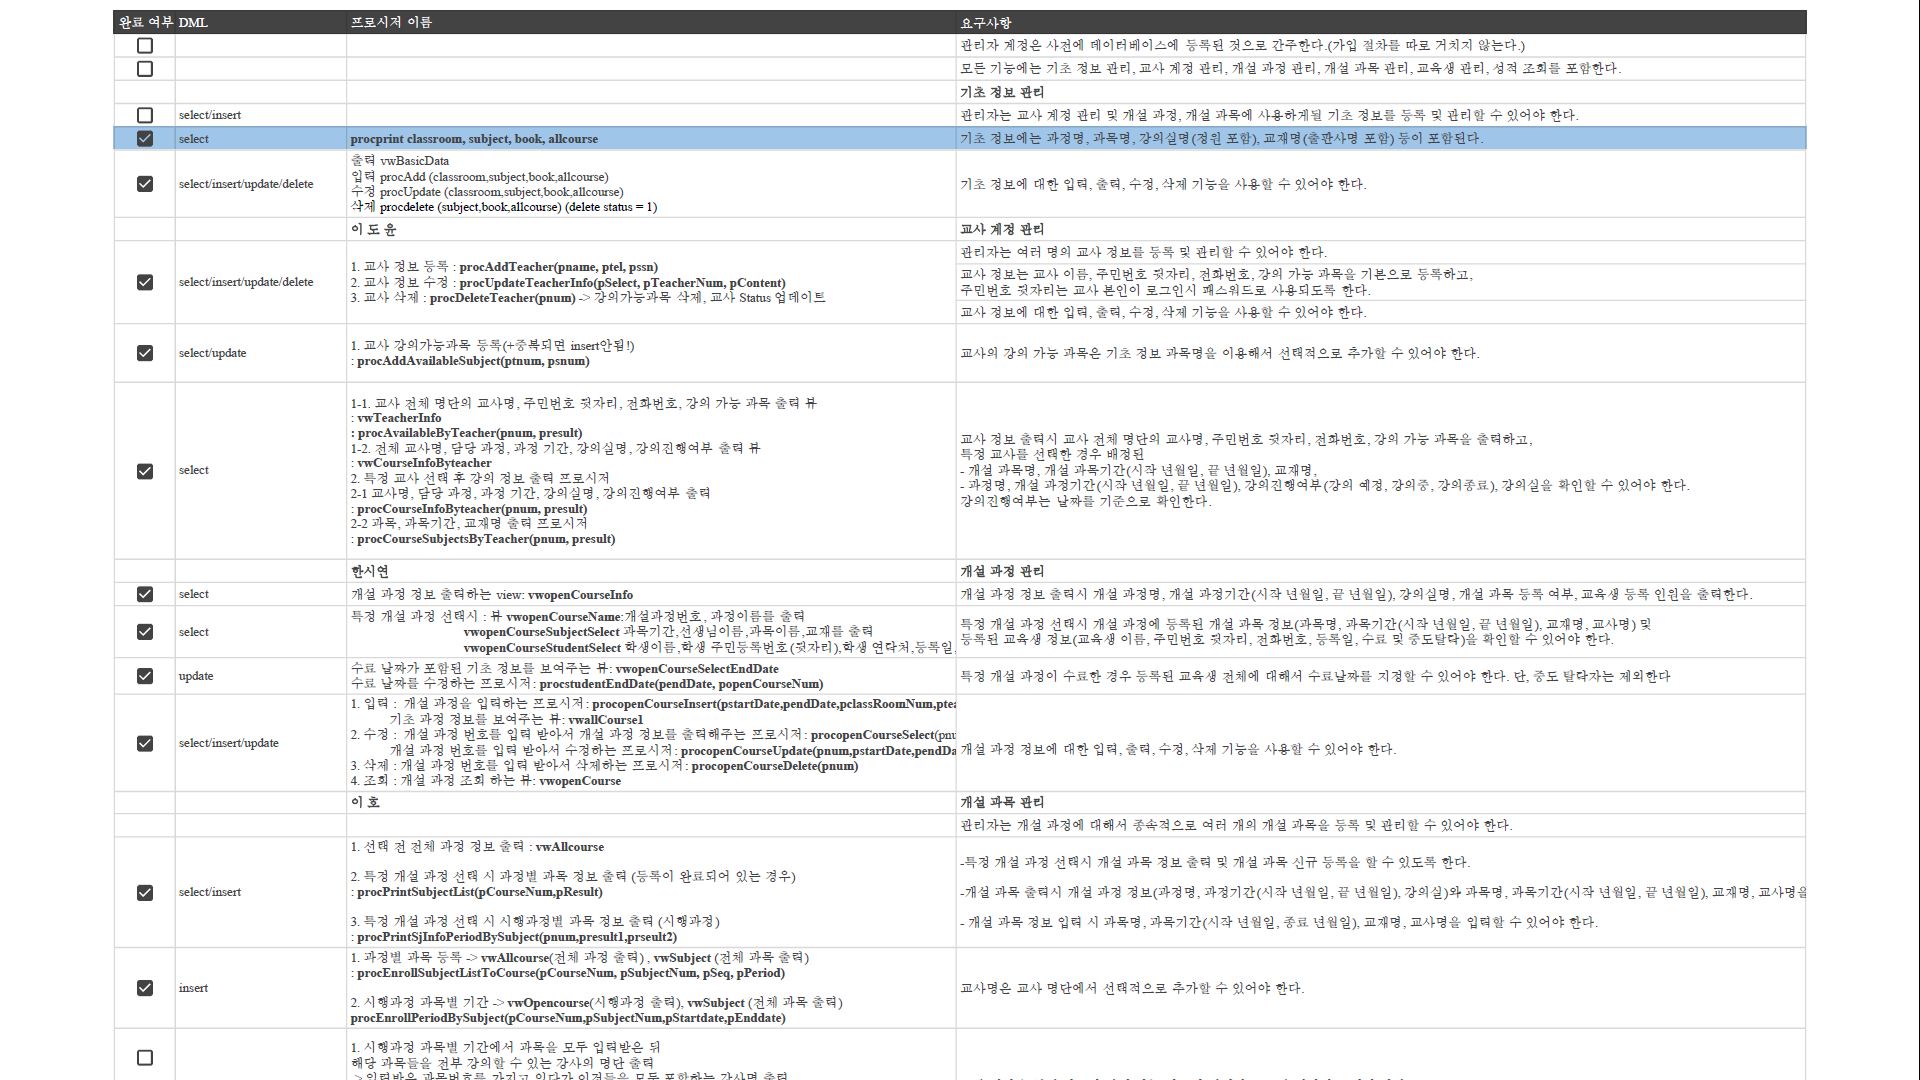 완료 여부 DML 프로시저 이름 요구사항
관리자 계정은 사전에 데이터베이스에 등록된 것으로 간주한다.(가입 절차를 따로 거치지 않는다.)
모든 기능에는 기초 정보 관리, 교사 계정 관리, 개설 과정 관리, 개설 과목 관리, 교육생 관리, 성적 조회를 포함한다.
기초 정보 관리
select/insert
관리자는 교사 계정 관리 및 개설 과정, 개설 과목에 사용하게될 기초 정보를 등록 및 관리할 수 있어야 한다.
select
procprint classroom, subject, book, allcourse
기초 정보에는 과정명, 과목명, 강의실명(정원 포함), 교재명(출판사명 포함) 등이 포함된다.
select/insert/update/delete
출력 vwBasicData
입력 procAdd (classroom,subject,book,allcourse)
수정 procUpdate (classroom,subject,book,allcourse)
삭제 procdelete (subject,book,allcourse) (delete status = 1)
기초 정보에 대한 입력, 출력, 수정, 삭제 기능을 사용할 수 있어야 한다.
이 도 윤
교사 계정 관리
select/insert/update/delete
1. 교사 정보 등록 : procAddTeacher(pname, ptel, pssn)
2. 교사 정보 수정 : procUpdateTeacherInfo(pSelect, pTeacherNum, pContent)
3. 교사 삭제 : procDeleteTeacher(pnum) -> 강의가능과목 삭제, 교사 Status 업데이트
관리자는 여러 명의 교사 정보를 등록 및 관리할 수 있어야 한다.
교사 정보는 교사 이름, 주민번호 뒷자리, 전화번호, 강의 가능 과목을 기본으로 등록하고,
주민번호 뒷자리는 교사 본인이 로그인시 패스워드로 사용되도록 한다.
교사 정보에 대한 입력, 출력, 수정, 삭제 기능을 사용할 수 있어야 한다.
select/update
1. 교사 강의가능과목 등록(+중복되면 insert안됨!)
: procAddAvailableSubject(ptnum, psnum)
교사의 강의 가능 과목은 기초 정보 과목명을 이용해서 선택적으로 추가할 수 있어야 한다.
select
1-1. 교사 전체 명단의 교사명, 주민번호 뒷자리, 전화번호, 강의 가능 과목 출력 뷰
: vwTeacherInfo
: procAvailableByTeacher(pnum, presult)
1-2. 전체 교사명, 담당 과정, 과정 기간, 강의실명, 강의진행여부 출력 뷰
: vwCourseInfoByteacher
2. 특정 교사 선택 후 강의 정보 출력 프로시저
2-1 교사명, 담당 과정, 과정 기간, 강의실명, 강의진행여부 출력
: procCourseInfoByteacher(pnum, presult)
2-2 과목, 과목기간, 교재명 출력 프로시저
: procCourseSubjectsByTeacher(pnum, presult)
교사 정보 출력시 교사 전체 명단의 교사명, 주민번호 뒷자리, 전화번호, 강의 가능 과목을 출력하고,
특정 교사를 선택한 경우 배정된
- 개설 과목명, 개설 과목기간(시작 년월일, 끝 년월일), 교재명,
- 과정명, 개설 과정기간(시작 년월일, 끝 년월일), 강의진행여부(강의 예정, 강의중, 강의종료), 강의실을 확인할 수 있어야 한다.
강의진행여부는 날짜를 기준으로 확인한다.
한시연
개설 과정 관리
select
개설 과정 정보 출력하는 view: vwopenCourseInfo
개설 과정 정보 출력시 개설 과정명, 개설 과정기간(시작 년월일, 끝 년월일), 강의실명, 개설 과목 등록 여부, 교육생 등록 인원을 출력한다.
select
특정 개설 과정 선택시 : 뷰 vwopenCourseName:개설과정번호, 과정이름를 출력
vwopenCourseSubjectSelect 과목기간,선생님이름,과목이름,교재를 출력
vwopenCourseStudentSelect 학생이름,학생 주민등록번호(뒷자리),학생 연락처,등록일,
특정 개설 과정 선택시 개설 과정에 등록된 개설 과목 정보(과목명, 과목기간(시작 년월일, 끝 년월일), 교재명, 교사명) 및
등록된 교육생 정보(교육생 이름, 주민번호 뒷자리, 전화번호, 등록일, 수료 및 중도탈락)을 확인할 수 있어야 한다.
update
수료 날짜가 포함된 기초 정보를 보여주는 뷰: vwopenCourseSelectEndDate
수료 날짜를 수정하는 프로시저: procstudentEndDate(pendDate, popenCourseNum)
특정 개설 과정이 수료한 경우 등록된 교육생 전체에 대해서 수료날짜를 지정할 수 있어야 한다. 단, 중도 탈락자는 제외한다
select/insert/update
1. 입력 : 개설 과정을 입력하는 프로시저: procopenCourseInsert(pstartDate,pendDate,pclassRoomNum,ptea
기초 과정 정보를 보여주는 뷰: vwallCourse1
2. 수정 : 개설 과정 번호를 입력 받아서 개설 과정 정보를 출력해주는 프로시저: procopenCourseSelect(pnu
개설 과정 번호를 입력 받아서 수정하는 프로시저: procopenCourseUpdate(pnum,pstartDate,pendDa
3. 삭제 : 개설 과정 번호를 입력 받아서 삭제하는 프로시저: procopenCourseDelete(pnum)
4. 조회 : 개설 과정 조회 하는 뷰: vwopenCourse
개설 과정 정보에 대한 입력, 출력, 수정, 삭제 기능을 사용할 수 있어야 한다.
이 호
개설 과목 관리
관리자는 개설 과정에 대해서 종속적으로 여러 개의 개설 과목을 등록 및 관리할 수 있어야 한다.
select/insert
1. 선택 전 전체 과정 정보 출력 : vwAllcourse
2. 특정 개설 과정 선택 시 과정별 과목 정보 출력 (등록이 완료되어 있는 경우)
: procPrintSubjectList(pCourseNum,pResult)
3. 특정 개설 과정 선택 시 시행과정별 과목 정보 출력 (시행과정)
: procPrintSjInfoPeriodBySubject(pnum,presult1,prseult2)
-특정 개설 과정 선택시 개설 과목 정보 출력 및 개설 과목 신규 등록을 할 수 있도록 한다.
-개설 과목 출력시 개설 과정 정보(과정명, 과정기간(시작 년월일, 끝 년월일), 강의실)와 과목명, 과목기간(시작 년월일, 끝 년월일), 교재명, 교사명을
- 개설 과목 정보 입력 시 과목명, 과목기간(시작 년월일, 종료 년월일), 교재명, 교사명을 입력할 수 있어야 한다.
insert
1. 과정별 과목 등록 -> vwAllcourse(전체 과정 출력) , vwSubject (전체 과목 출력)
: procEnrollSubjectListToCourse(pCourseNum, pSubjectNum, pSeq, pPeriod)
2. 시행과정 과목별 기간 -> vwOpencourse(시행과정 출력), vwSubject (전체 과목 출력)
procEnrollPeriodBySubject(pCourseNum,pSubjectNum,pStartdate,pEnddate)
교사명은 교사 명단에서 선택적으로 추가할 수 있어야 한다.
1. 시행과정 과목별 기간에서 과목을 모두 입력받은 뒤
해당 과목들을 전부 강의할 수 있는 강사의 명단 출력